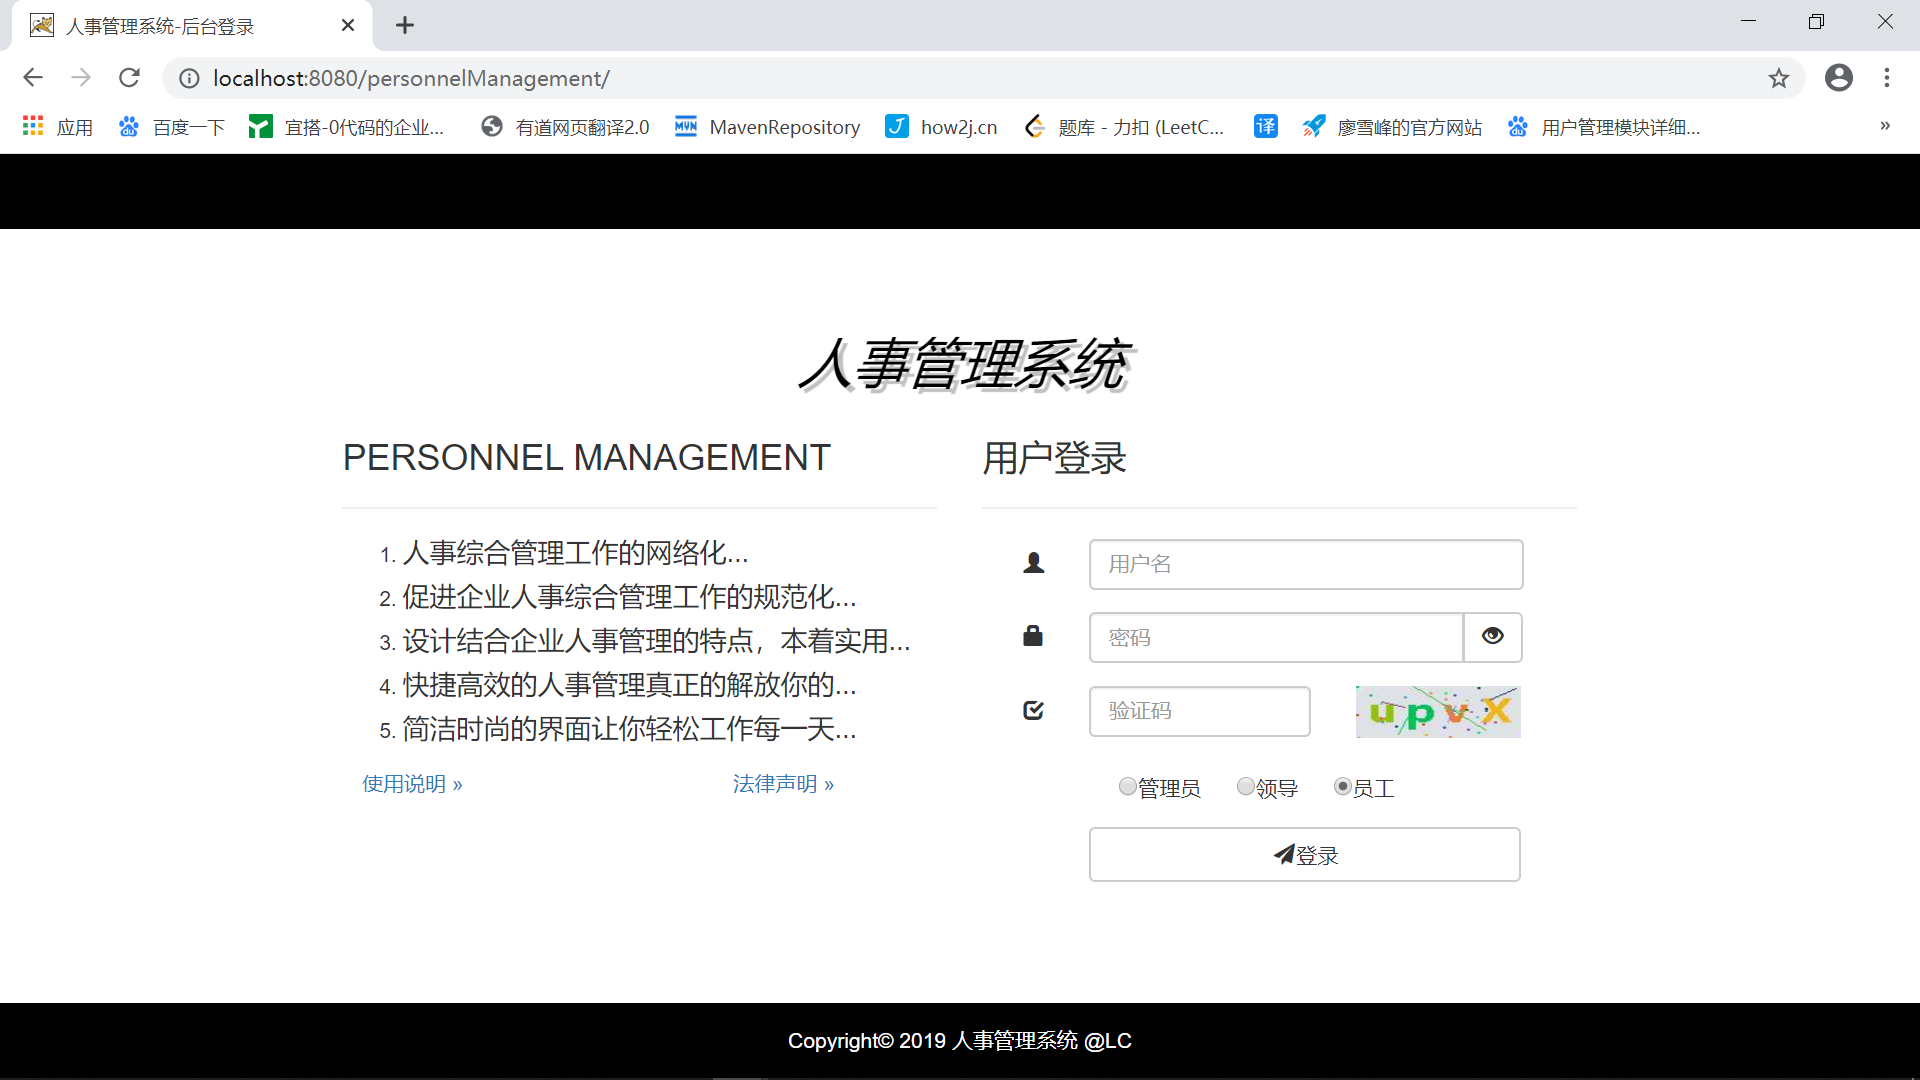 人事管理系统-后台登录
localhost:8080/personnelManagement/
应用 百度一下 宜搭-0代码的企业... 有道网页翻译2.0 MavenRepository how2j.cn 题库 - 力扣 (LeetC... 译 廖雪峰的官方网站 用户管理模块详细... »
人事管理系统
PERSONNEL MANAGEMENT
1. 人事综合管理工作的网络化...
2. 促进企业人事综合管理工作的规范化...
3. 设计结合企业人事管理的特点，本着实用...
4. 快捷高效的人事管理真正的解放你的...
5. 简洁时尚的界面让你轻松工作每一天...
使用说明 » 法律声明 »
用户登录
用户名
密码
验证码 upvX
管理员 领导 员工
登录
Copyright© 2019 人事管理系统 @LC